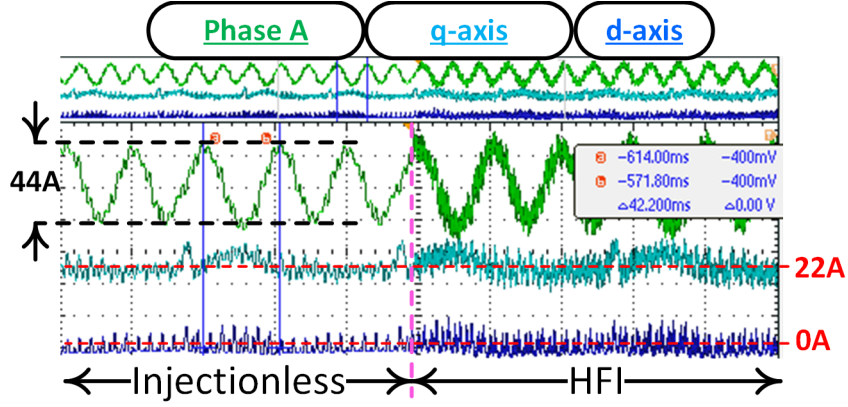 Phase A q-axis d-axis
a b
44A
a -614.00ms -400mV
b -571.80ms -400mV
△42.200ms △0.00 V
22A
0A
Injectionless HFI